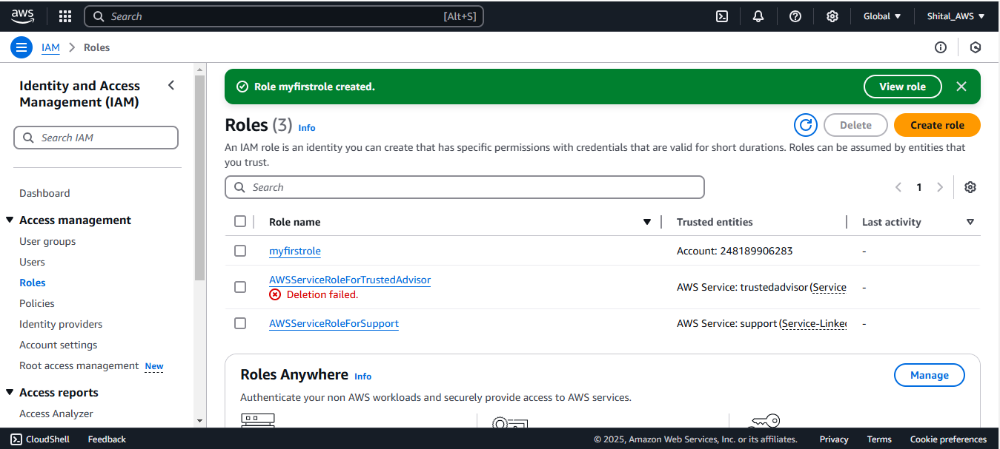 aws
Search [Alt+S]
Global
Shital_AWS
IAM > Roles
Identity and Access
Management (IAM)
Search IAM
Dashboard
Access management
User groups
Users
Roles
Policies
Identity providers
Account settings
Root access management New
Access reports
Access Analyzer
Role myfirstrole created.
View role
Roles (3) Info
Delete
Create role
An IAM role is an identity you can create that has specific permissions with credentials that are valid for short durations. Roles can be assumed by entities that
you trust.
Search
1
Role name Trusted entities Last activity
myfirstrole Account: 248189906283 -
AWSServiceRoleForTrustedAdvisor AWS Service: trustedadvisor (Service -
Deletion failed.
AWSServiceRoleForSupport AWS Service: support (Service-Linke -
Roles Anywhere Info
Manage
Authenticate your non AWS workloads and securely provide access to AWS services.
CloudShell Feedback © 2025, Amazon Web Services, Inc. or its affiliates. Privacy Terms Cookie preferences